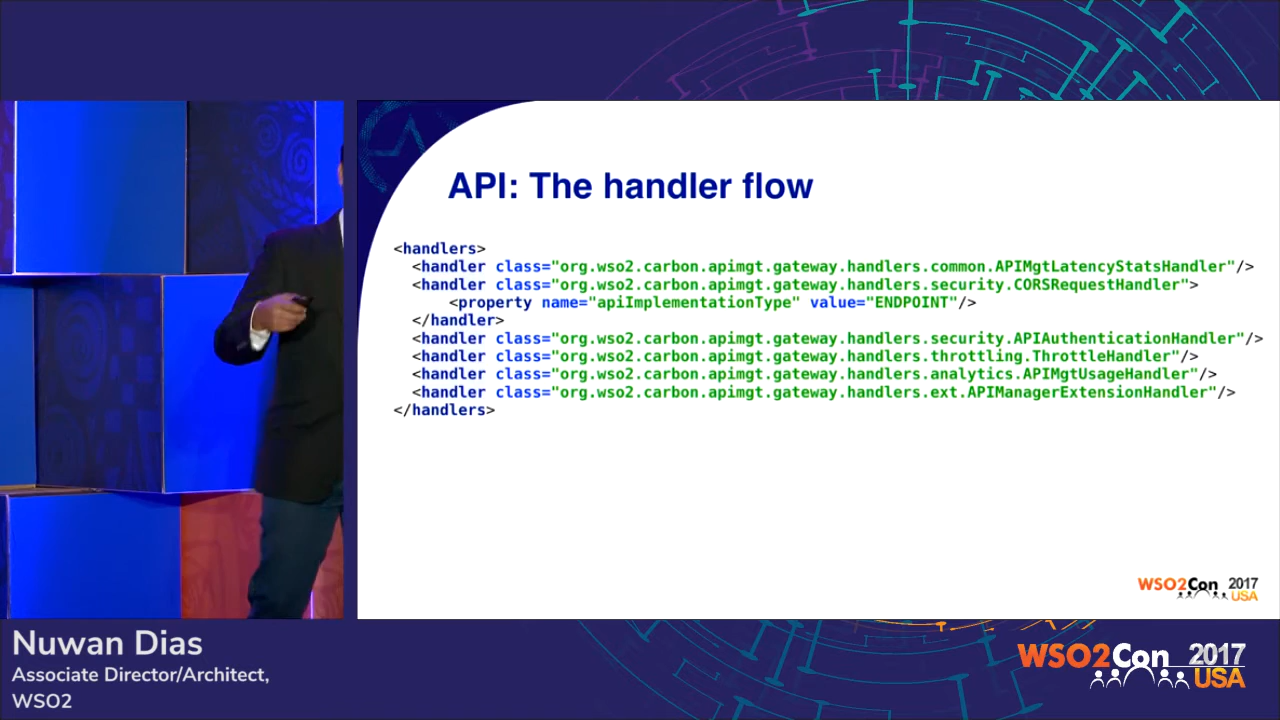 API: The handler flow
<handlers>
<handler class="org.wso2.carbon.apimgt.gateway.handlers.common.APIMgtLatencyStatsHandler"/>
<handler class="org.wso2.carbon.apimgt.gateway.handlers.security.CORSRequestHandler">
<property name="apiImplementationType" value="ENDPOINT"/>
</handler>
<handler class="org.wso2.carbon.apimgt.gateway.handlers.security.APIAuthenticationHandler"/>
<handler class="org.wso2.carbon.apimgt.gateway.handlers.throttling.ThrottleHandler"/>
<handler class="org.wso2.carbon.apimgt.gateway.handlers.analytics.APIMgtUsageHandler"/>
<handler class="org.wso2.carbon.apimgt.gateway.handlers.ext.APIManagerExtensionHandler"/>
</handlers>
WSO2Con 2017
USA
Nuwan Dias
Associate Director/Architect,
WSO2
WSO2Con 2017
USA